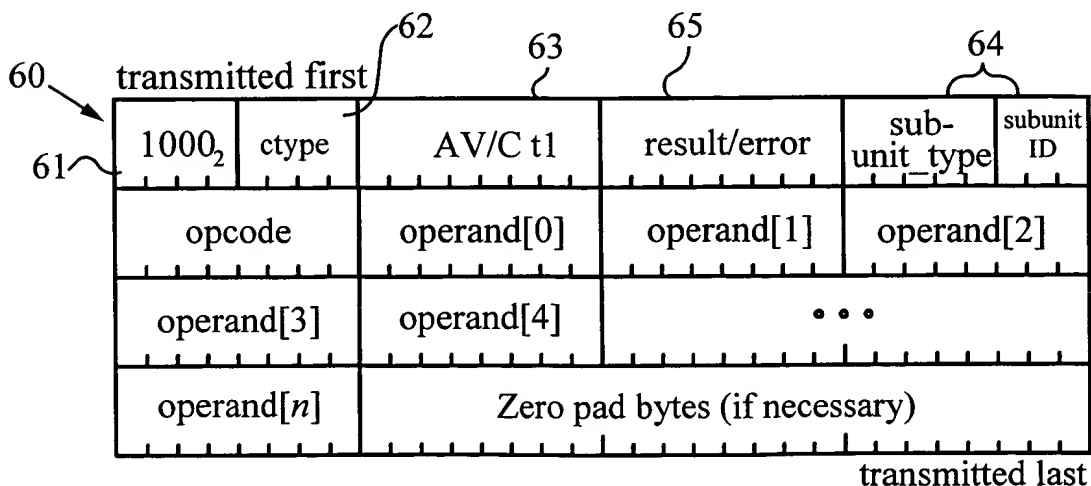 62
63
65
64
60
transmitted first
61
1000₂
ctype
AV/C t1
result/error
sub-
unit_type
subunit
ID
opcode
operand[0]
operand[1]
operand[2]
operand[3]
operand[4]
• • •
operand[n]
Zero pad bytes (if necessary)
transmitted last